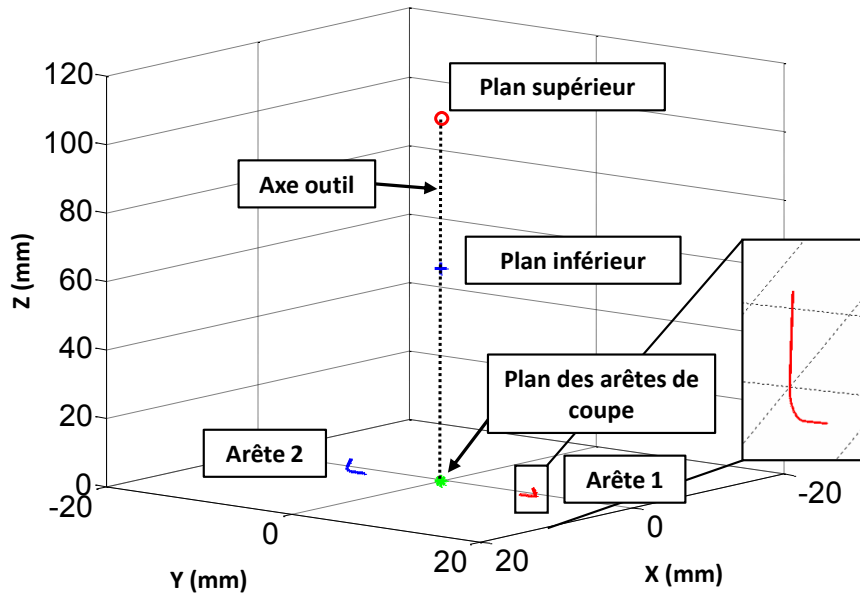 120
100
80
60
40
20
0
-20
0
20
20
0
-20
Z (mm)
Y (mm)
X (mm)
Plan supérieur
Axe outil
Plan inférieur
Plan des arêtes de
coupe
Arête 2
Arête 1